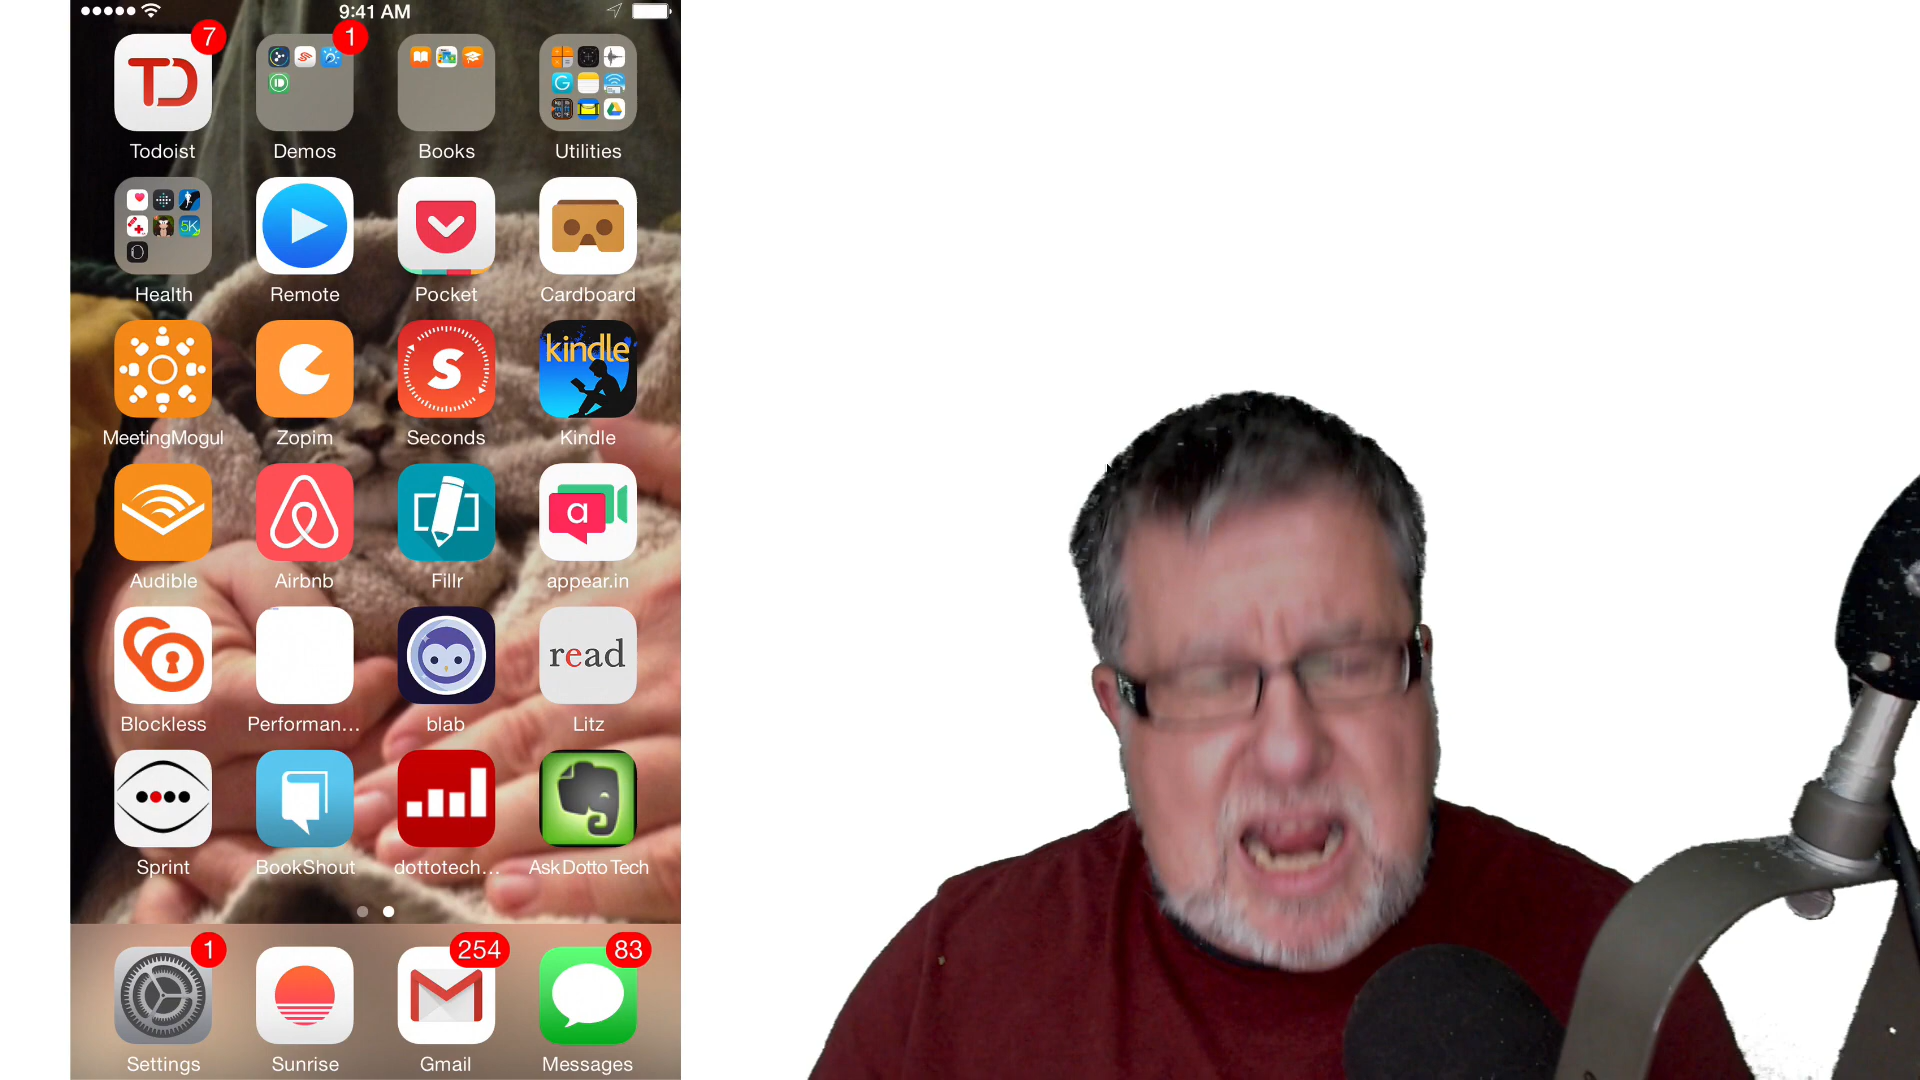 9:41 AM
7
1
TD
Todoist
Demos
Books
Utilities
5K
Health
Remote
Pocket
Cardboard
S
kindle
MeetingMogul
Zopim
Seconds
Kindle
a
Audible
Airbnb
Fillr
appear.in
read
Blockless
Performan...
blab
Litz
Sprint
BookShout
dottotech...
Ask Dotto Tech
1
254
83
Settings
Sunrise
Gmail
Messages